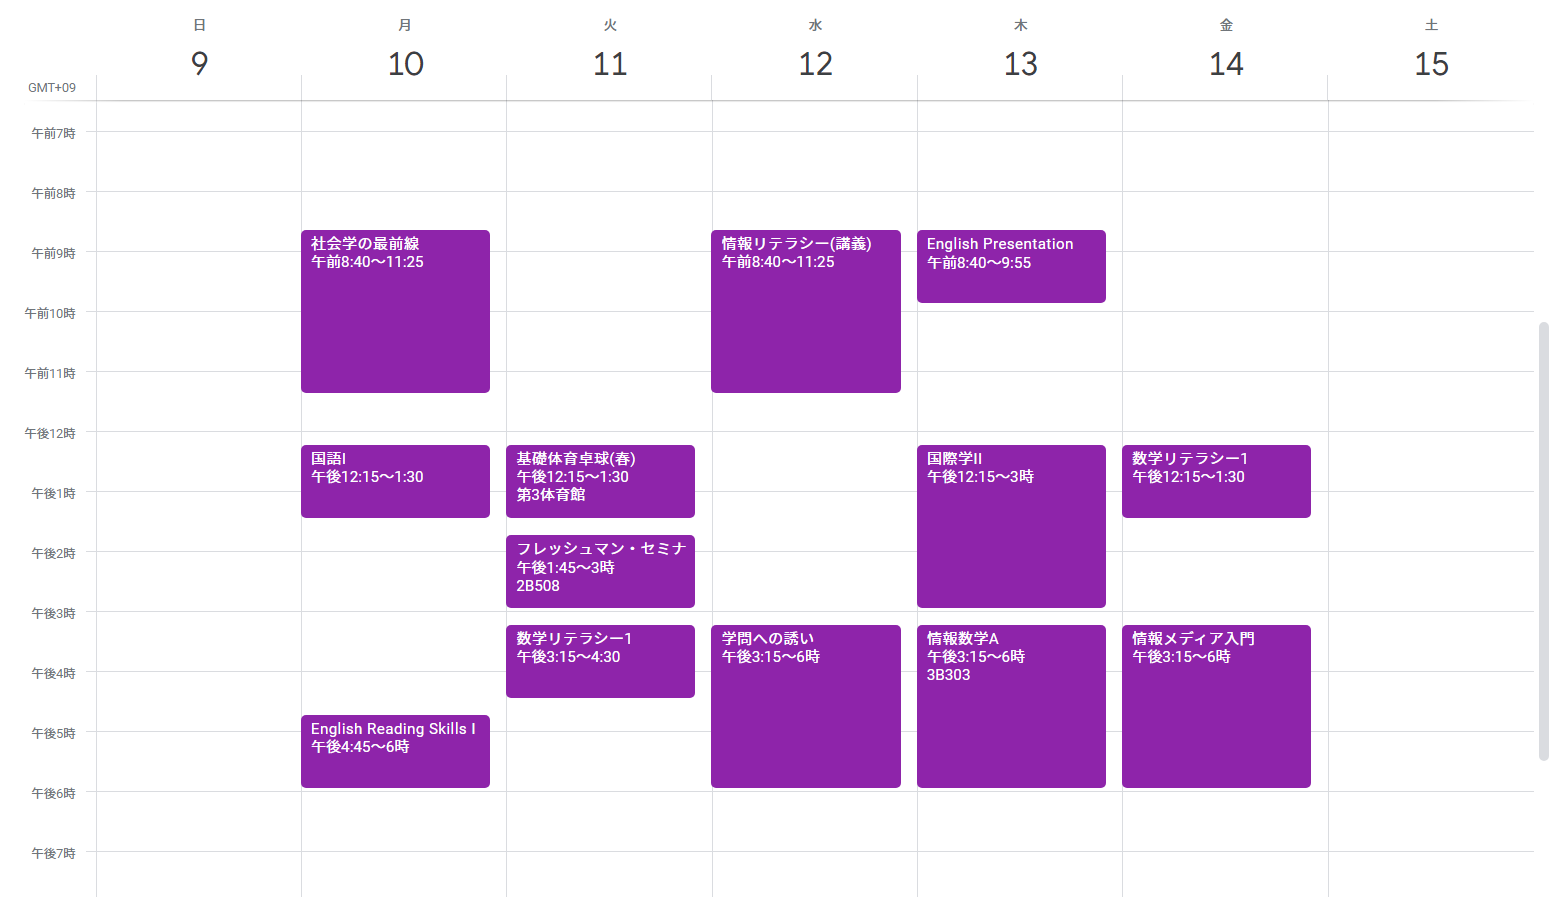 日 月 火 水 木 金 土
9 10 11 12 13 14 15
GMT+09
午前7時
午前8時
午前9時
午前10時
午前11時
午後12時
午後1時
午後2時
午後3時
午後4時
午後5時
午後6時
午後7時
社会学の最前線
午前8:40～11:25
国語I
午後12:15～1:30
English Reading Skills I
午後4:45～6時
基礎体育卓球(春)
午後12:15～1:30
第3体育館
フレッシュマン・セミナ
午後1:45～3時
2B508
数学リテラシー1
午後3:15～4:30
情報リテラシー(講義)
午前8:40～11:25
学問への誘い
午後3:15～6時
English Presentation
午前8:40～9:55
国際学II
午後12:15～3時
情報数学A
午後3:15～6時
3B303
数学リテラシー1
午後12:15～1:30
情報メディア入門
午後3:15～6時